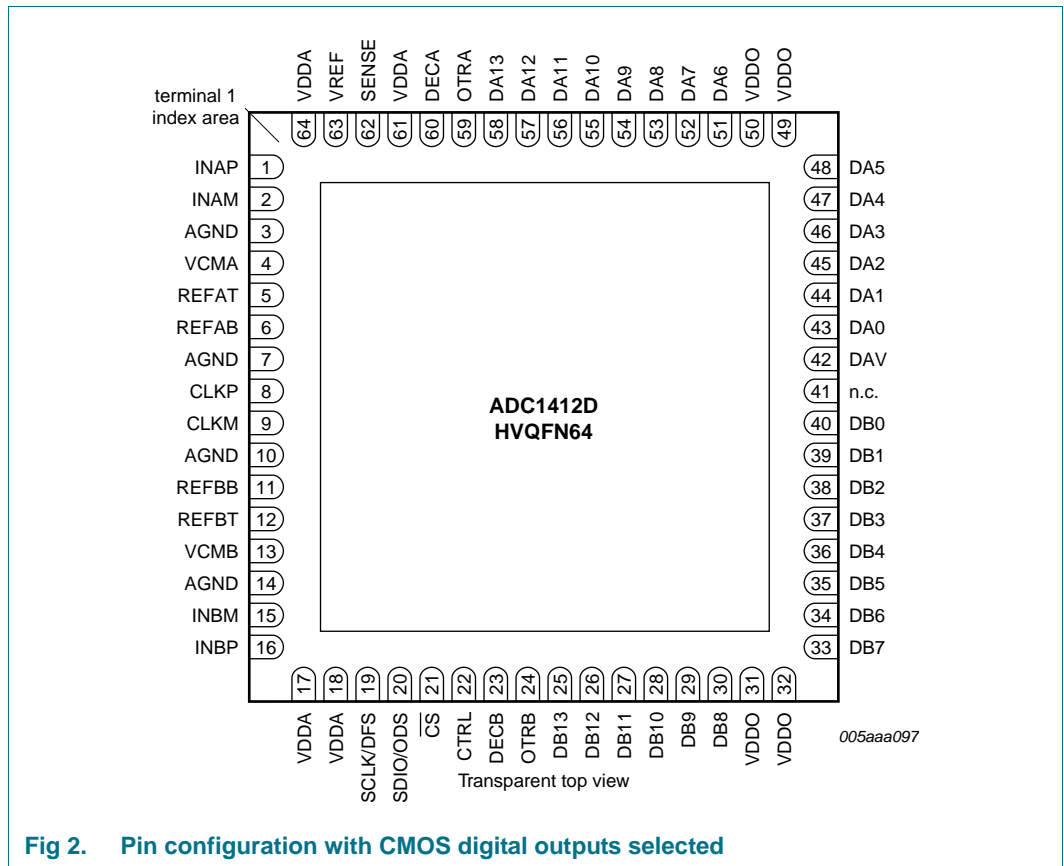 VDDA
VREF
SENSE
VDDA
DECA
OTRA
DA13
DA12
DA11
DA10
DA9
DA8
DA7
DA6
VDDO
VDDO
terminal 1
index area
64
63
62
61
60
59
58
57
56
55
54
53
52
51
50
49
INAP 1
INAM 2
AGND 3
VCMA 4
REFAT 5
REFAB 6
AGND 7
CLKP 8
CLKM 9
AGND 10
REFBB 11
REFBT 12
VCMB 13
AGND 14
INBM 15
INBP 16
ADC1412D
HVQFN64
48 DA5
47 DA4
46 DA3
45 DA2
44 DA1
43 DA0
42 DAV
41 n.c.
40 DB0
39 DB1
38 DB2
37 DB3
36 DB4
35 DB5
34 DB6
33 DB7
17
18
19
20
21
22
23
24
25
26
27
28
29
30
31
32
VDDA
VDDA
SCLK/DFS
SDIO/ODS
CS
CTRL
DECB
OTRB
DB13
DB12
DB11
DB10
DB9
DB8
VDDO
VDDO
005aaa097
Transparent top view
Fig 2. Pin configuration with CMOS digital outputs selected